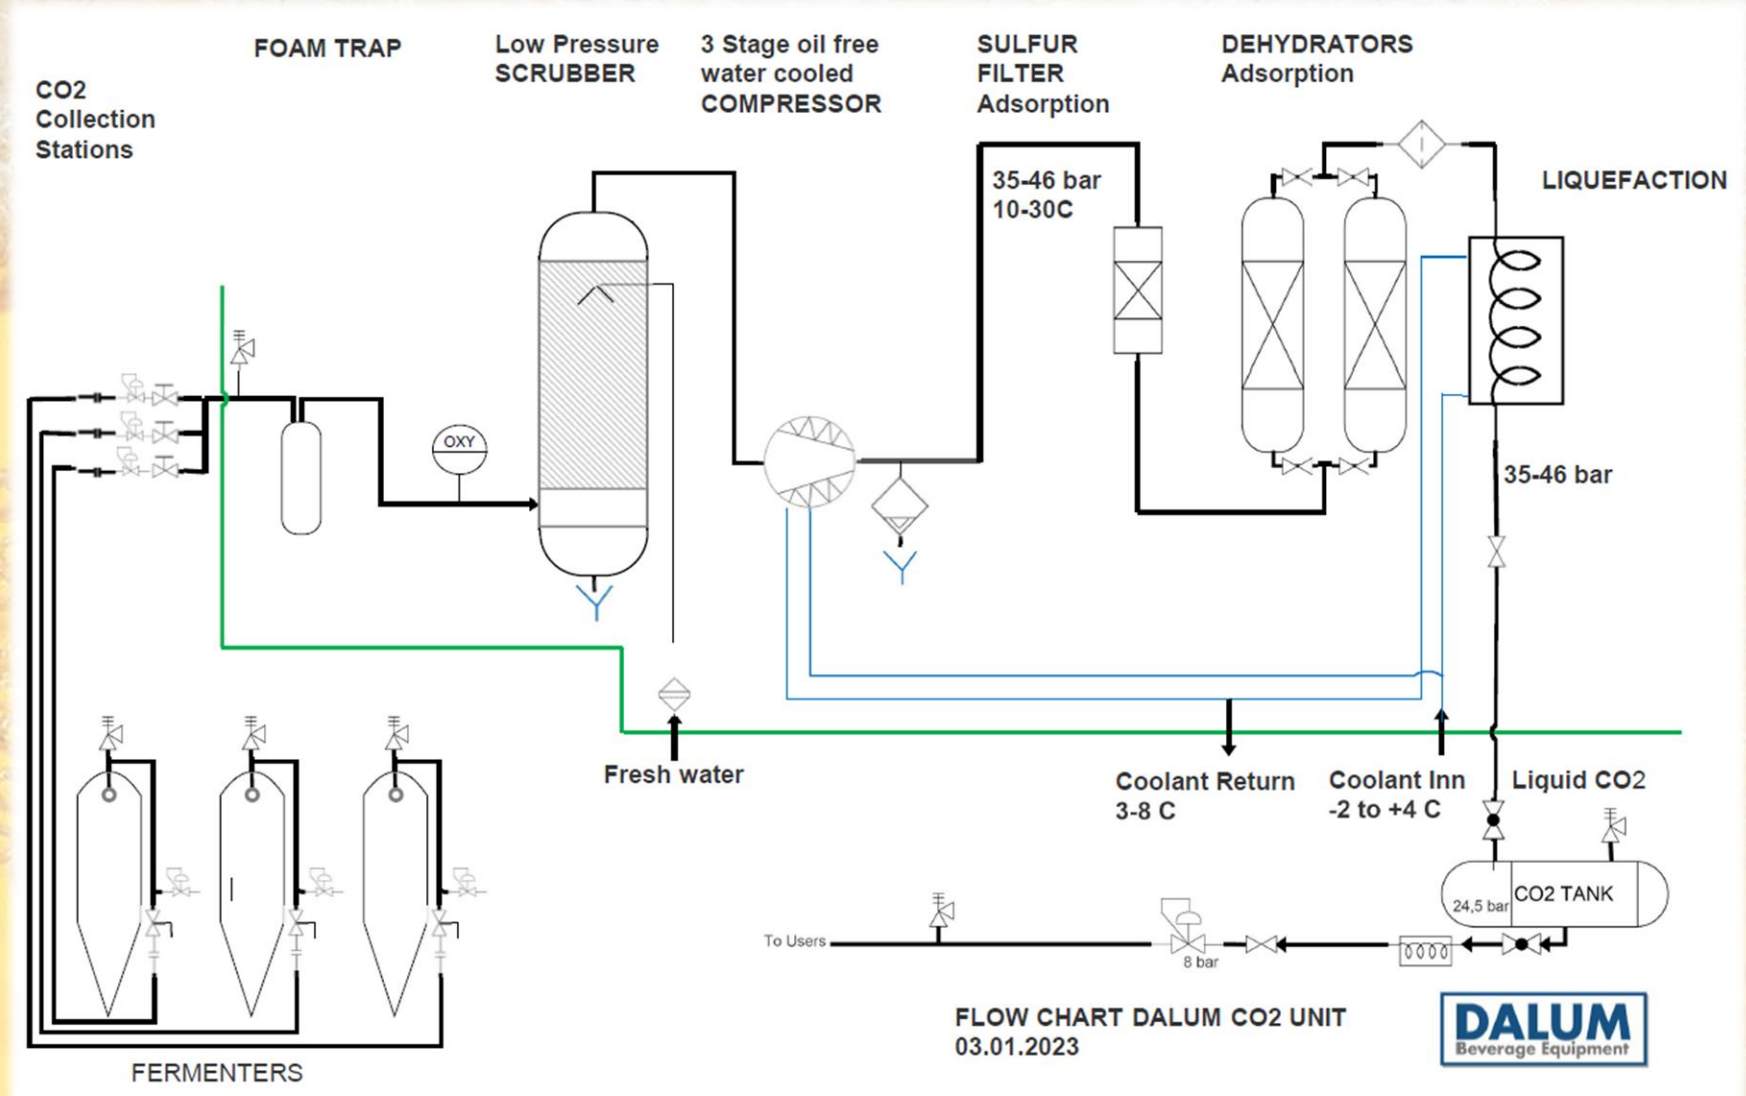 FOAM TRAP
Low Pressure
SCRUBBER
3 Stage oil free
water cooled
COMPRESSOR
SULFUR
FILTER
Adsorption
DEHYDRATORS
Adsorption
CO2
Collection
Stations
35-46 bar
10-30C
LIQUEFACTION
OXY
35-46 bar
Fresh water
Coolant Return
3-8 C
Coolant Inn
-2 to +4 C
Liquid CO2
CO2 TANK
24,5 bar
To Users
8 bar
FERMENTERS
FLOW CHART DALUM CO2 UNIT
03.01.2023
DALUM
Beverage Equipment